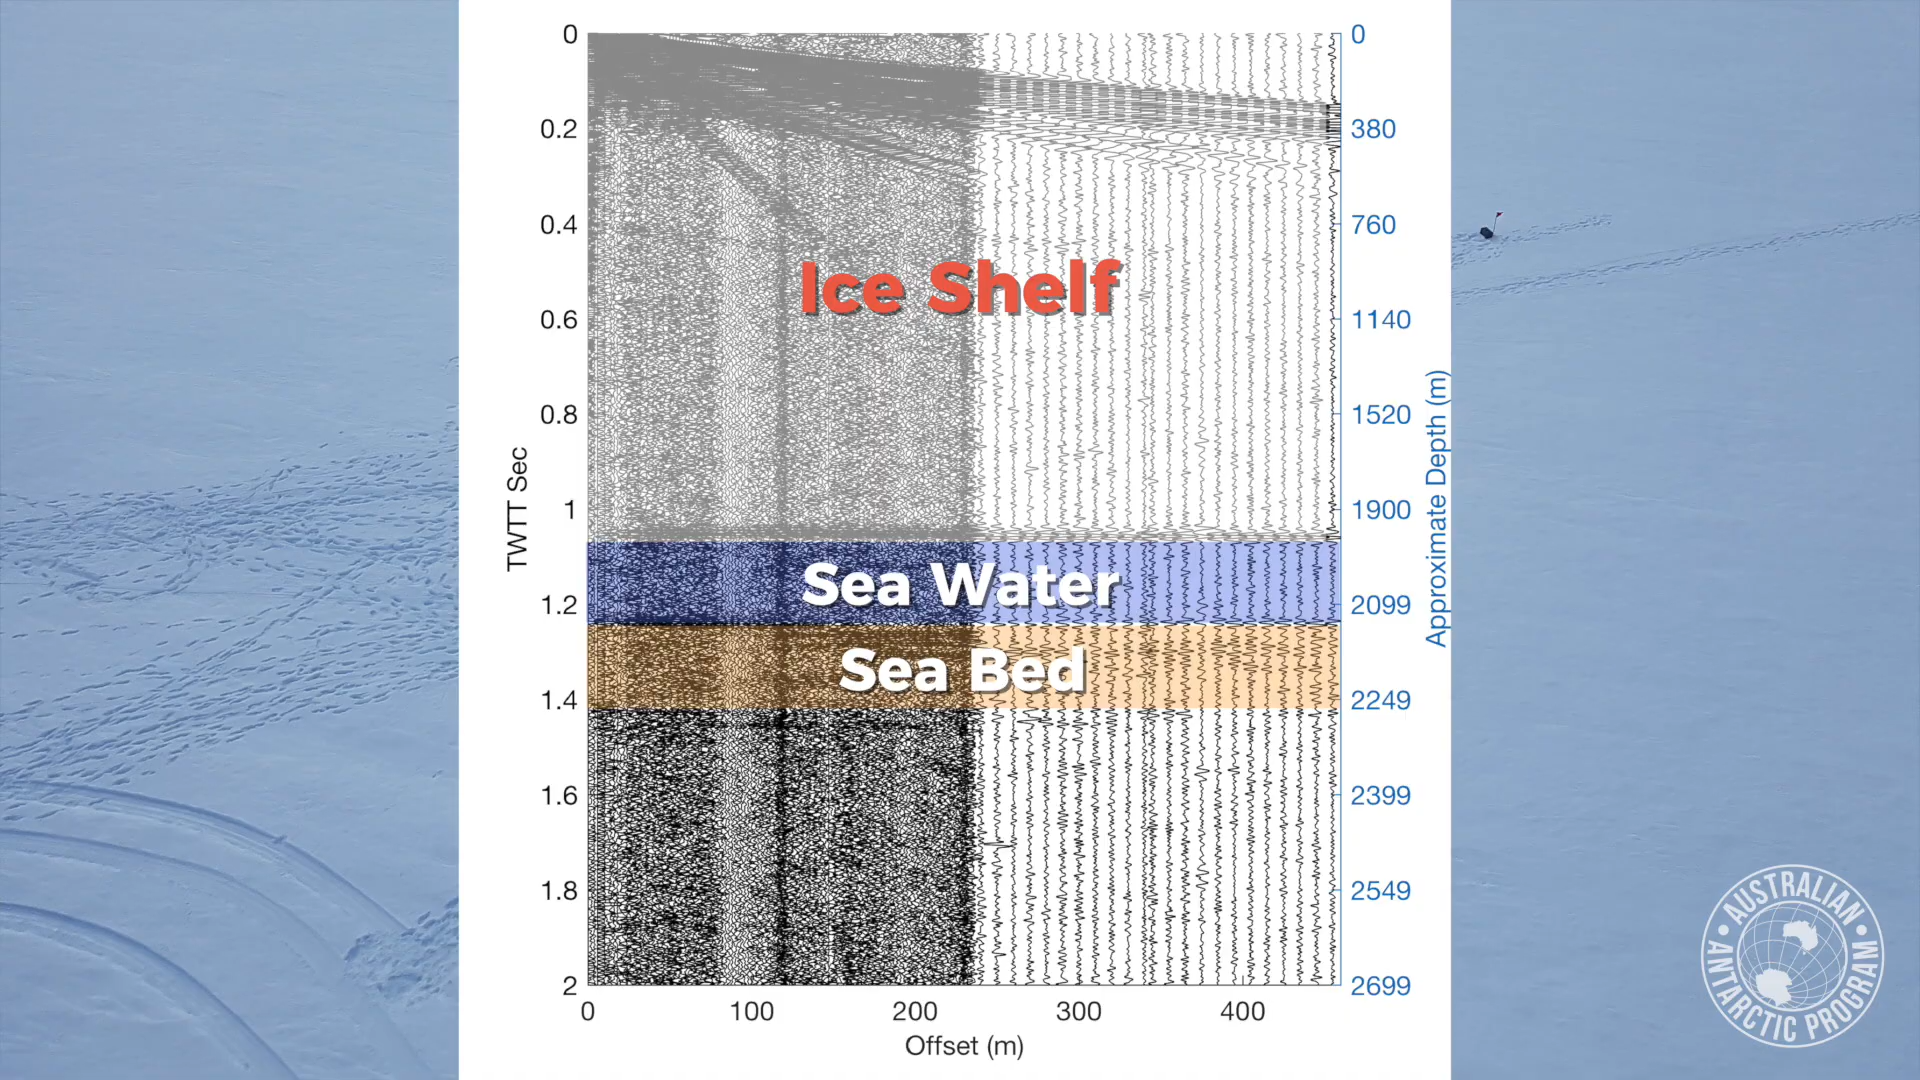 0
0.2
0.4
0.6
0.8
1
1.2
1.4
1.6
1.8
2
TWTT Sec
Ice Shelf
Sea Water
Sea Bed
0
380
760
1140
1520
1900
2099
2249
2399
2549
2699
Approximate Depth (m)
0 100 200 300 400
Offset (m)
AUSTRALIAN
ANTARCTIC PROGRAM